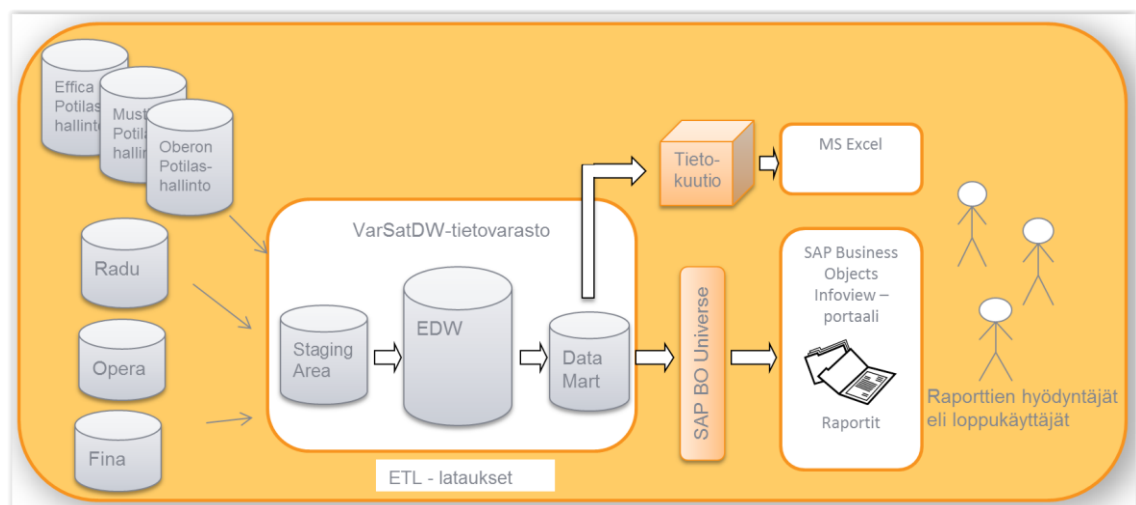 Effica
Potilas
hallinto
Must
Potila
hallin
Oberon
Potilas-
hallinto
Radu
Opera
Fina
VarSatDW-tietovarasto
Staging
Area
EDW
Data
Mart
ETL - lataukset
Tieto-
kuutio
MS Excel
SAP BO Universe
SAP Business
Objects
Infoview –
portaali
Raportit
Raporttien hyödyntäjät
eli loppukäyttäjät